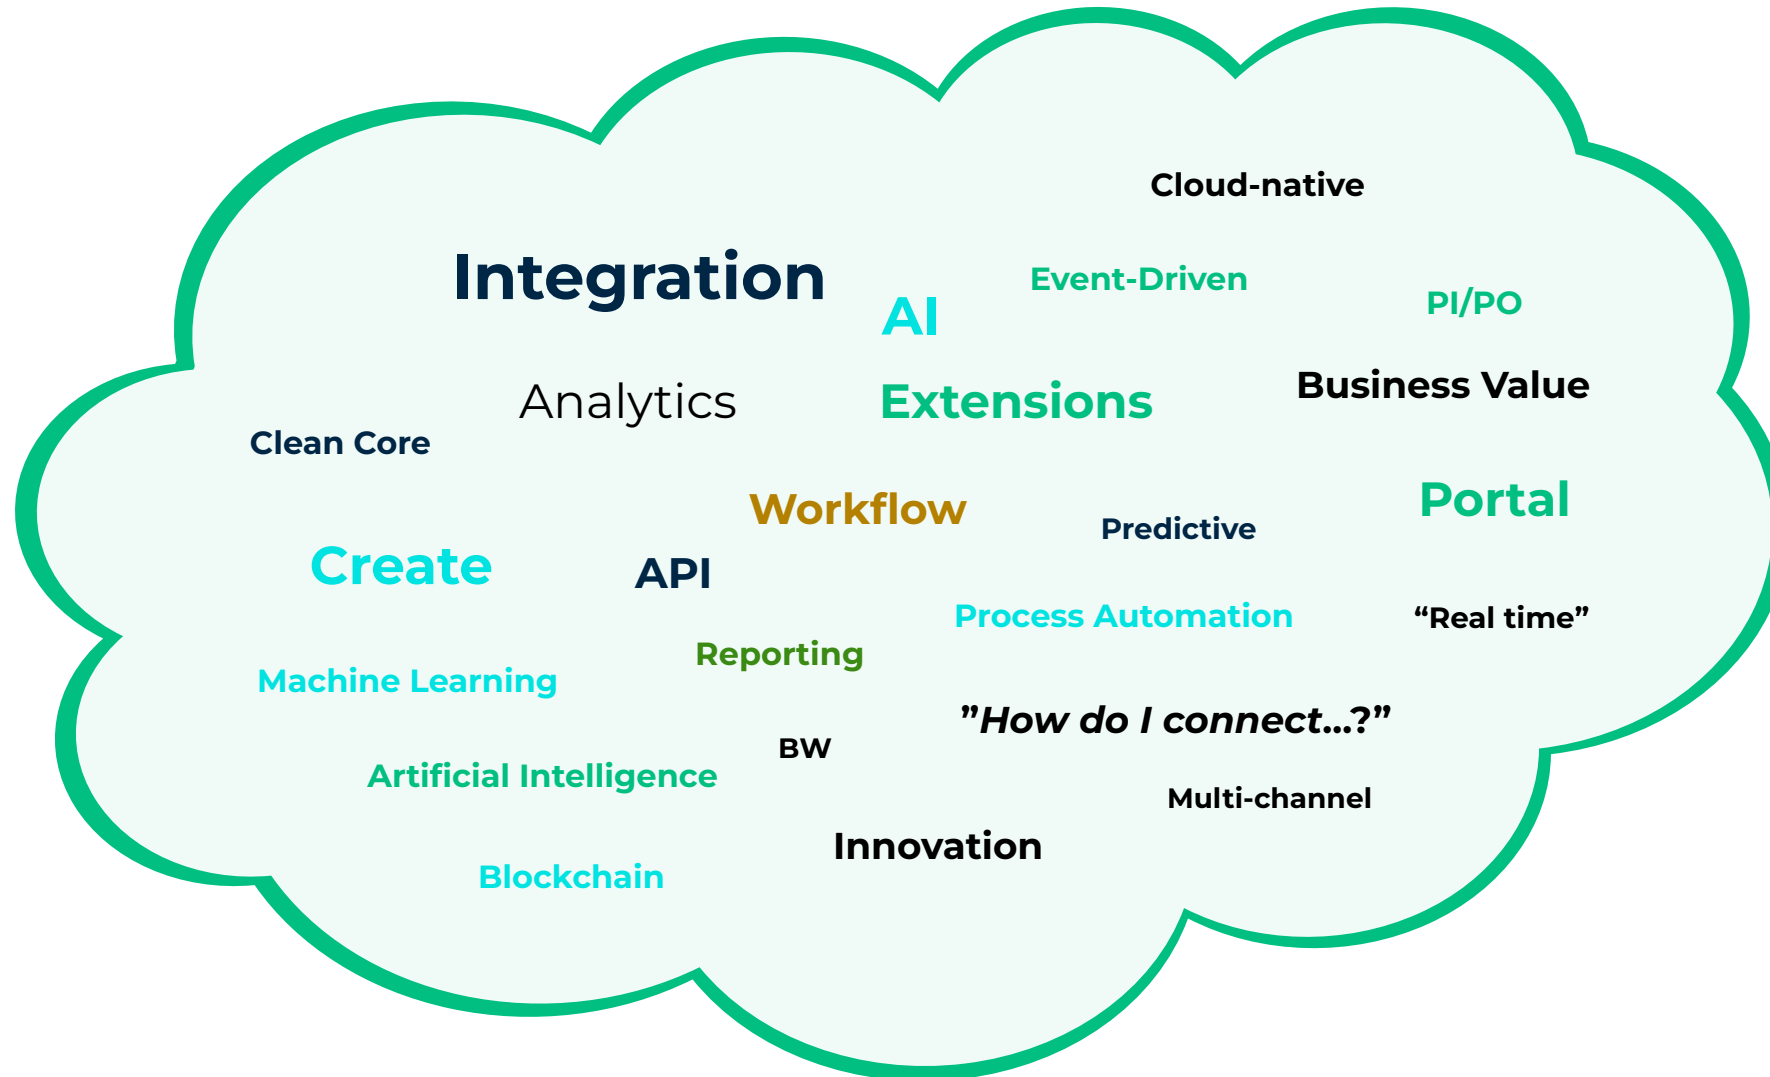 Cloud-native
Integration
Event-Driven
AI
PI/PO
Analytics
Extensions
Business Value
Clean Core
Workflow
Portal
Predictive
Create
API
Process Automation
“Real time”
Reporting
Machine Learning
”How do I connect...?”
BW
Artificial Intelligence
Multi-channel
Innovation
Blockchain